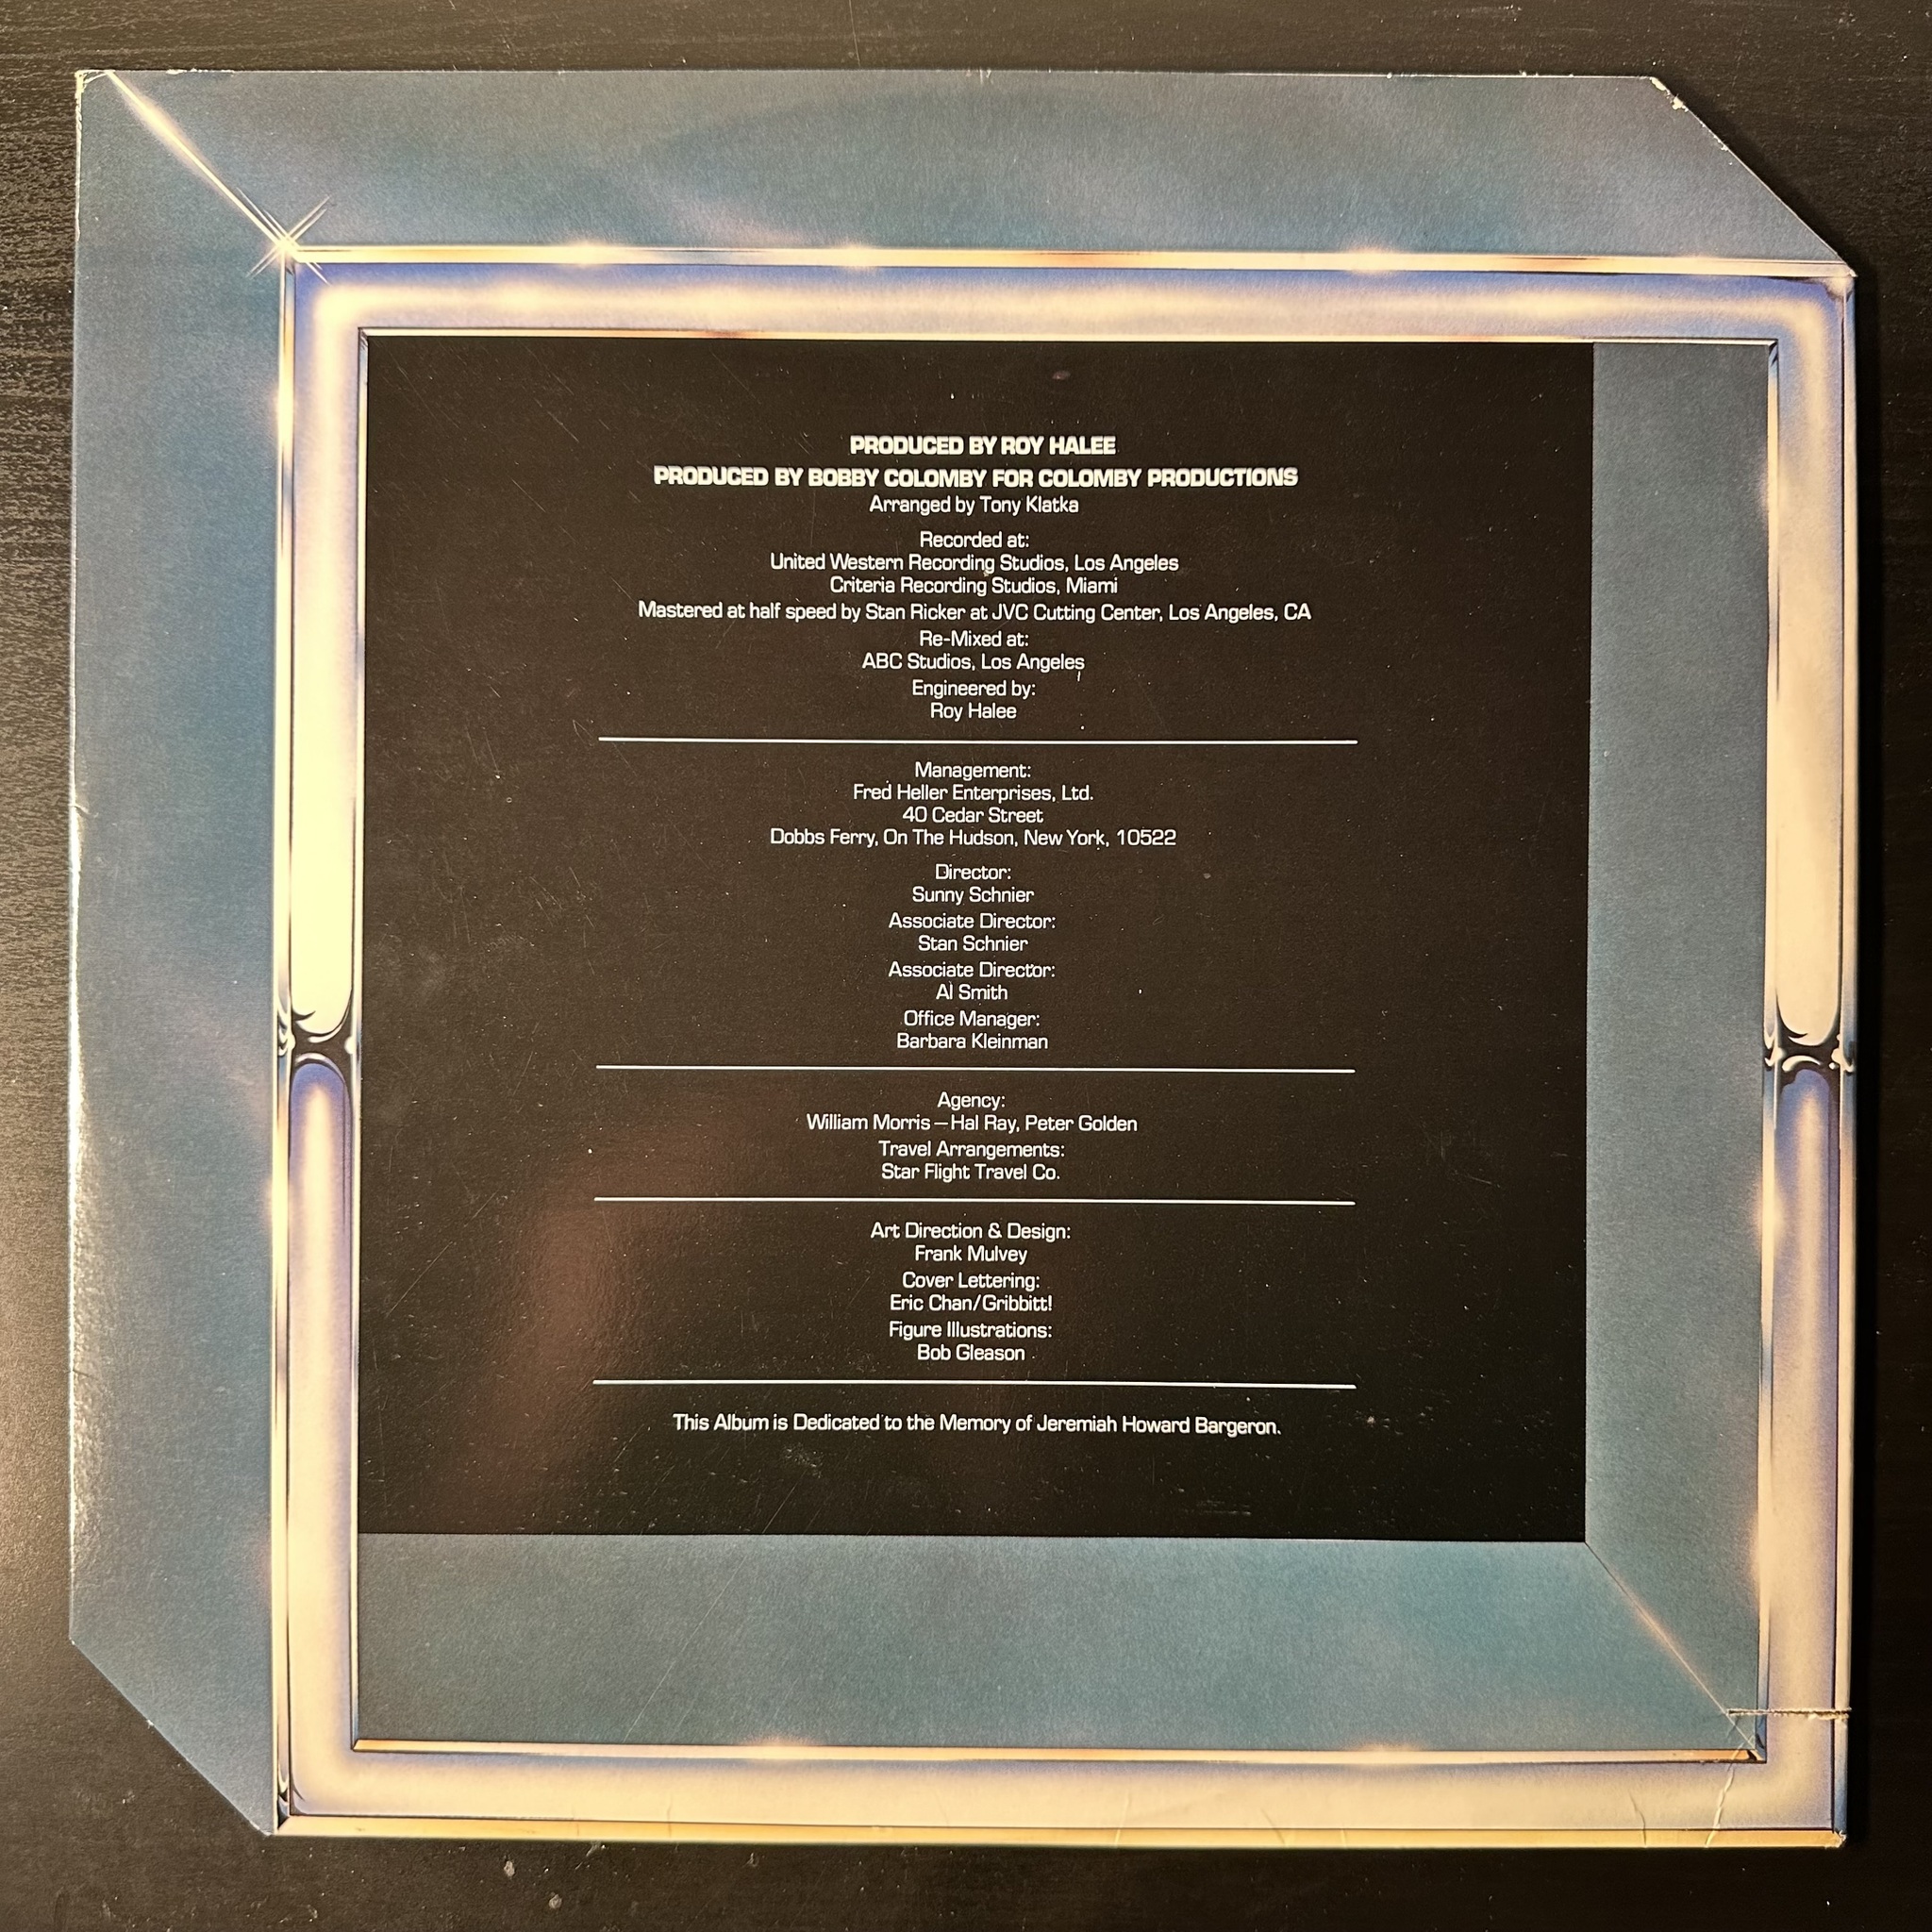 PRODUCED BY ROY HALEE
PRODUCED BY BOBBY COLOMBY FOR COLOMBY PRODUCTIONS
Arranged by Tony Klatka
Recorded at:
United Western Recording Studios, Los Angeles
Criteria Recording Studios, Miami
Mastered at half speed by Stan Ricker at JVC Cutting Center, Los Angeles, CA
Re-Mixed at:
ABC Studios, Los Angeles
Engineered by:
Roy Halee
Management:
Fred Heller Enterprises, Ltd.
40 Cedar Street
Dobbs Ferry, On The Hudson, New York, 10522
Director:
Sunny Schnier
Associate Director:
Stan Schnier
Associate Director:
Al Smith
Office Manager:
Barbara Kleinman
Agency:
William Morris — Hal Ray, Peter Golden
Travel Arrangements:
Star Flight Travel Co.
Art Direction & Design:
Frank Mulvey
Cover Lettering:
Eric Chan/Gribbitt!
Figure Illustrations:
Bob Gleason
This Album is Dedicated to the Memory of Jeremiah Howard Bargeron.